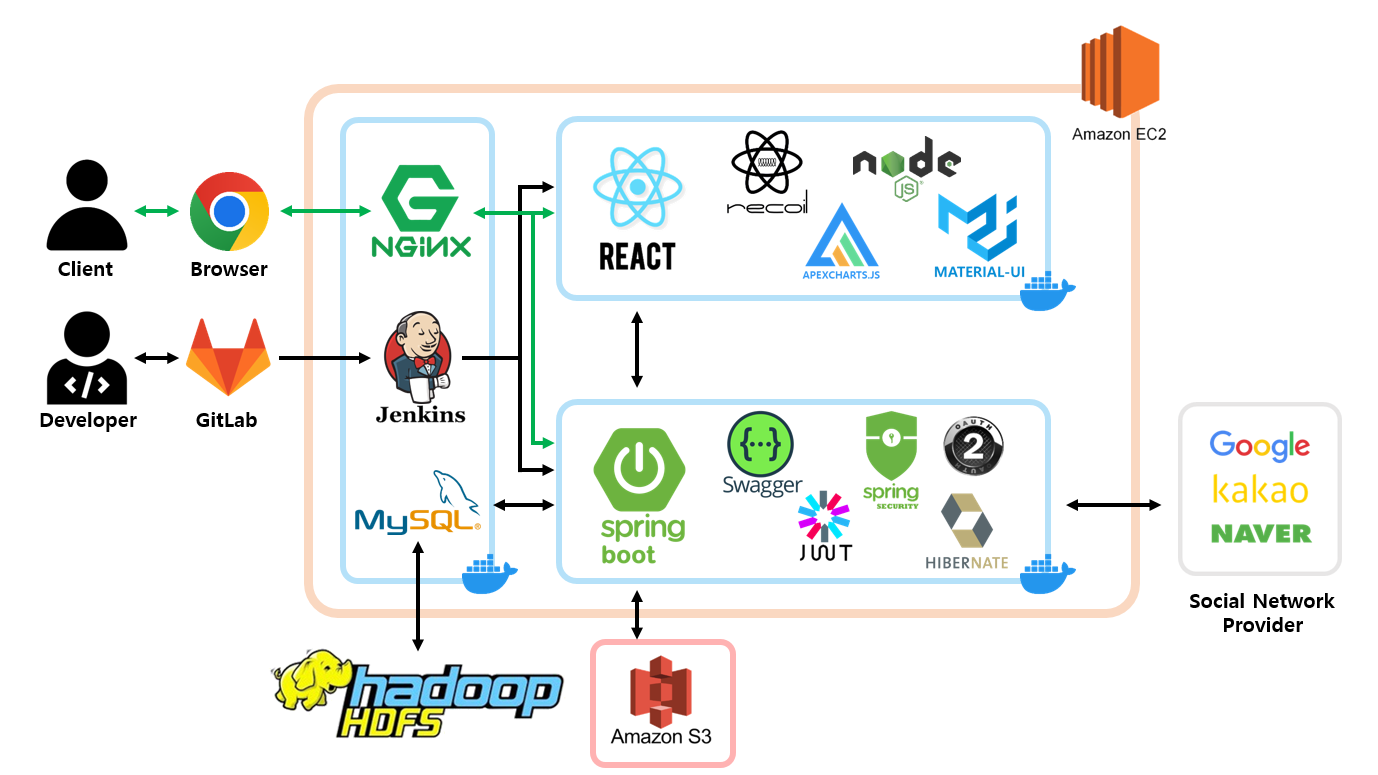 Amazon EC2
Client
Browser
NGINX
REACT
recoil
node
JS
APEXCHARTS.JS
MATERIAL-UI
Developer
GitLab
Jenkins
MySQL
spring
boot
Swagger
JWT
spring
SECURITY
OAUTH
2
AUTH
HIBERNATE
Google
kakao
NAVER
Social Network
Provider
hadoop
HDFS
Amazon S3